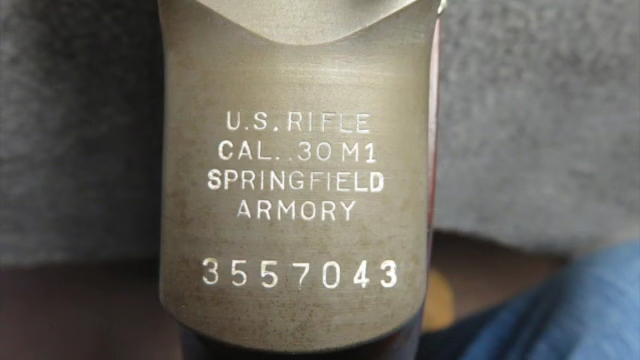 U.S. RIFLE
CAL. .30 M1
SPRINGFIELD
ARMORY
3557043